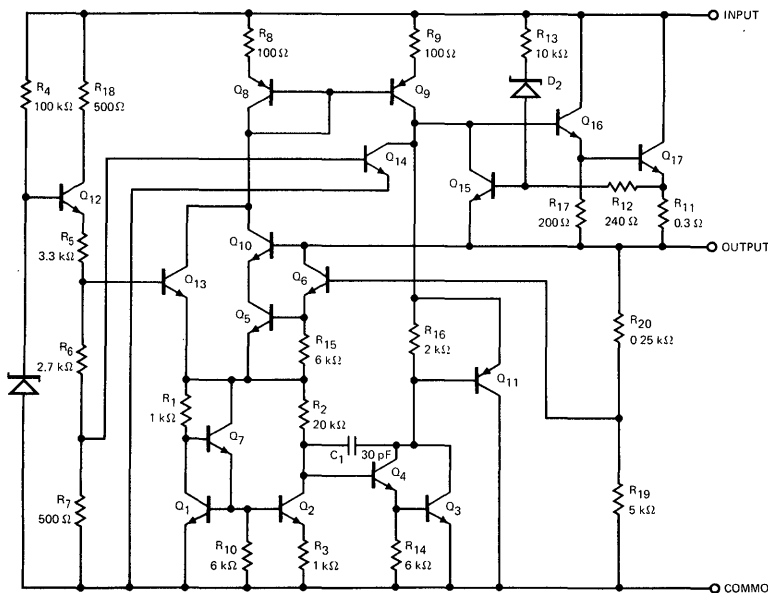 INPUT
R8
100 Ω
R9
100 Ω
R13
10 kΩ
R4
100 kΩ
R18
500Ω
D2
Q8
Q9
Q16
Q14
Q17
Q15
Q12
R17
200 Ω
R12
240 Ω
R11
0.3 Ω
R5
3.3 kΩ
Q10
OUTPUT
Q6
Q13
Q5
R15
6 kΩ
R16
2 kΩ
R20
0 25 kΩ
R6
2.7 kΩ
Q11
R1
1 kΩ
R2
20 kΩ
Q7
C1
30 pF
Q4
R7
500 Ω
Q1
Q2
Q3
R19
5 kΩ
R10
6 kΩ
R3
1 kΩ
R14
6 kΩ
COMMO